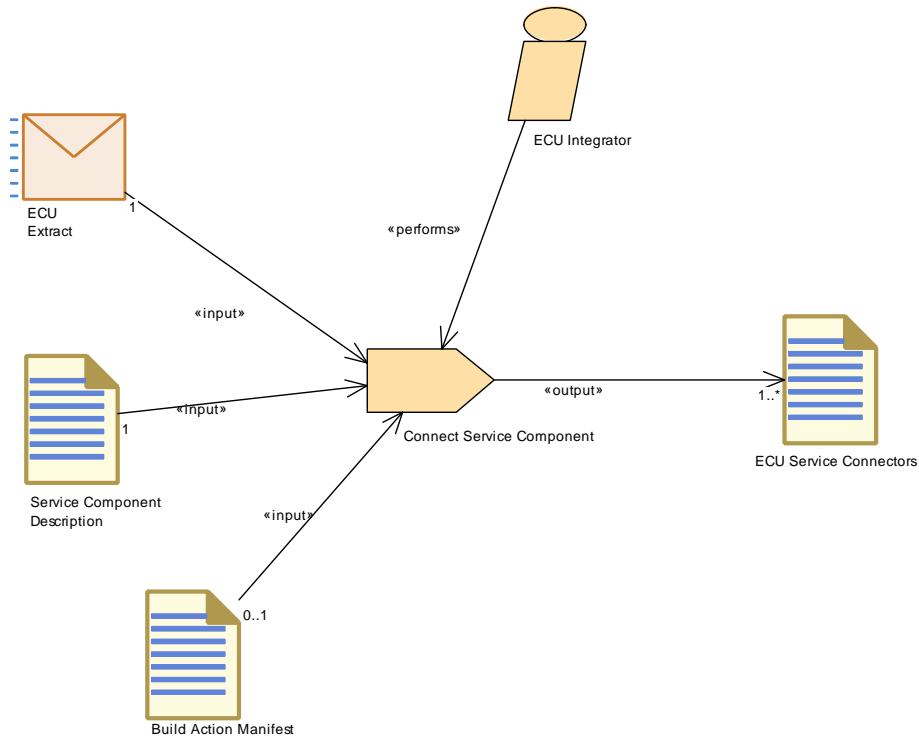 ECU Integrator
1
ECU
Extract
«performs»
«input»
«input»
1
«output»
1..*
Connect Service Component
ECU Service Connectors
Service Component
Description
«input»
0..1
Build Action Manifest